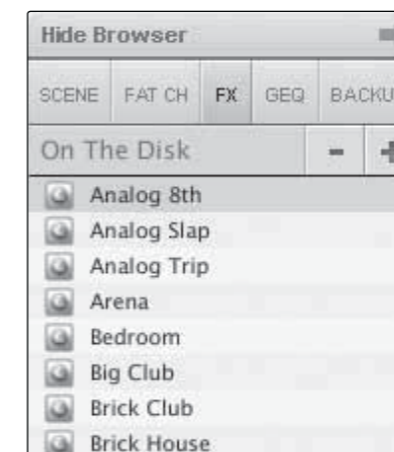 Hide Browser
SCENE FAT CH FX GEQ BACKU
On The Disk - +
Analog 8th
Analog Slap
Analog Trip
Arena
Bedroom
Big Club
Brick Club
Brick House